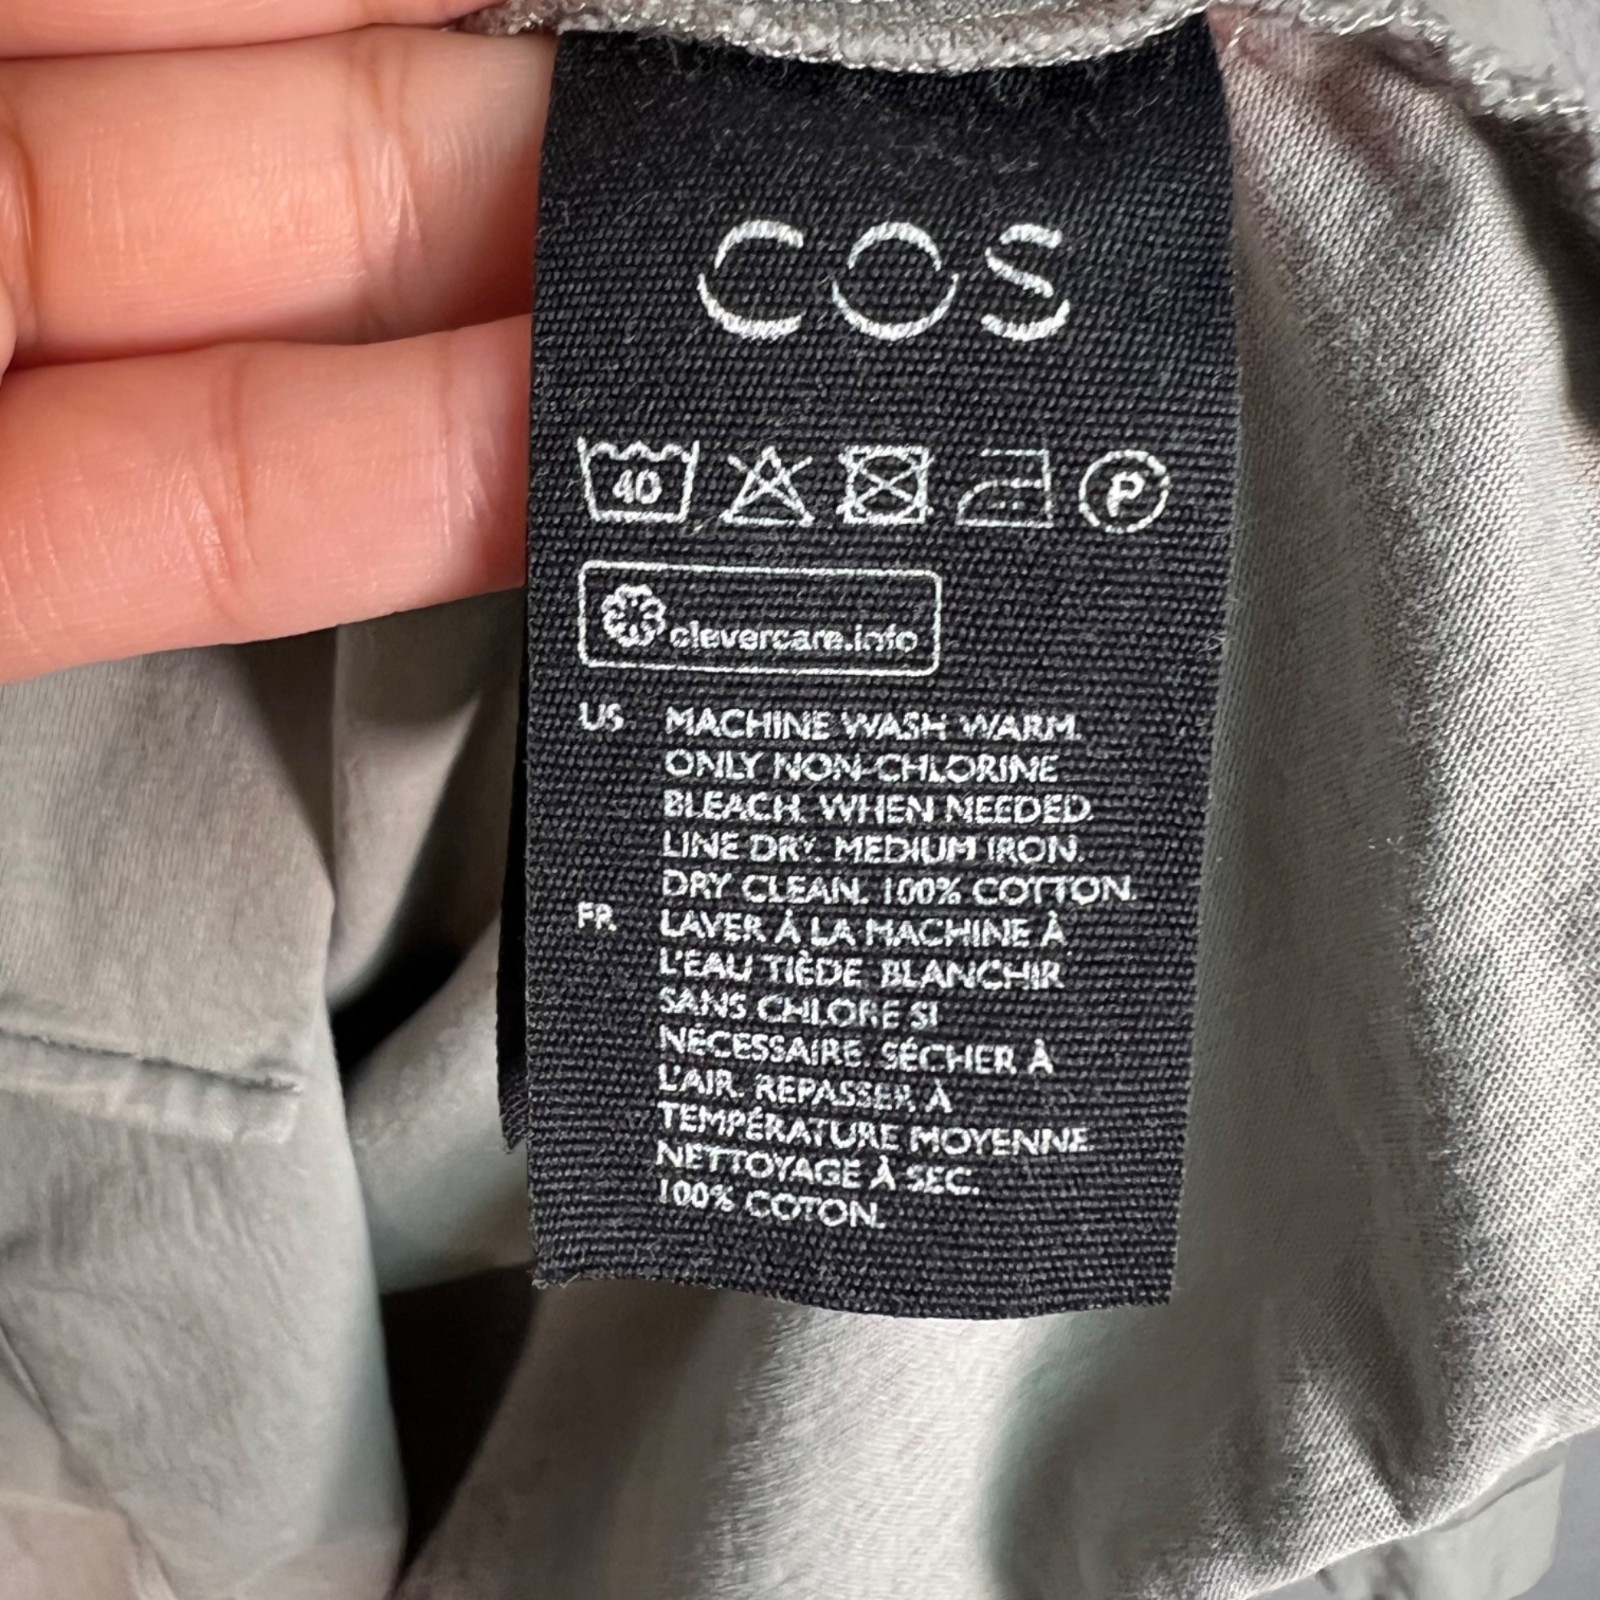 COS
40
P
clevercare.info
US MACHINE WASH WARM.
ONLY NON-CHLORINE
BLEACH, WHEN NEEDED.
LINE DRY. MEDIUM IRON.
DRY CLEAN. 100% COTTON.
FR. LAVER À LA MACHINE À
L'EAU TIÈDE. BLANCHIR
SANS CHLORE SI
NÉCESSAIRE. SÉCHER À
L'AIR. REPASSER À
TEMPÉRATURE MOYENNE.
NETTOYAGE À SEC.
100% COTON.